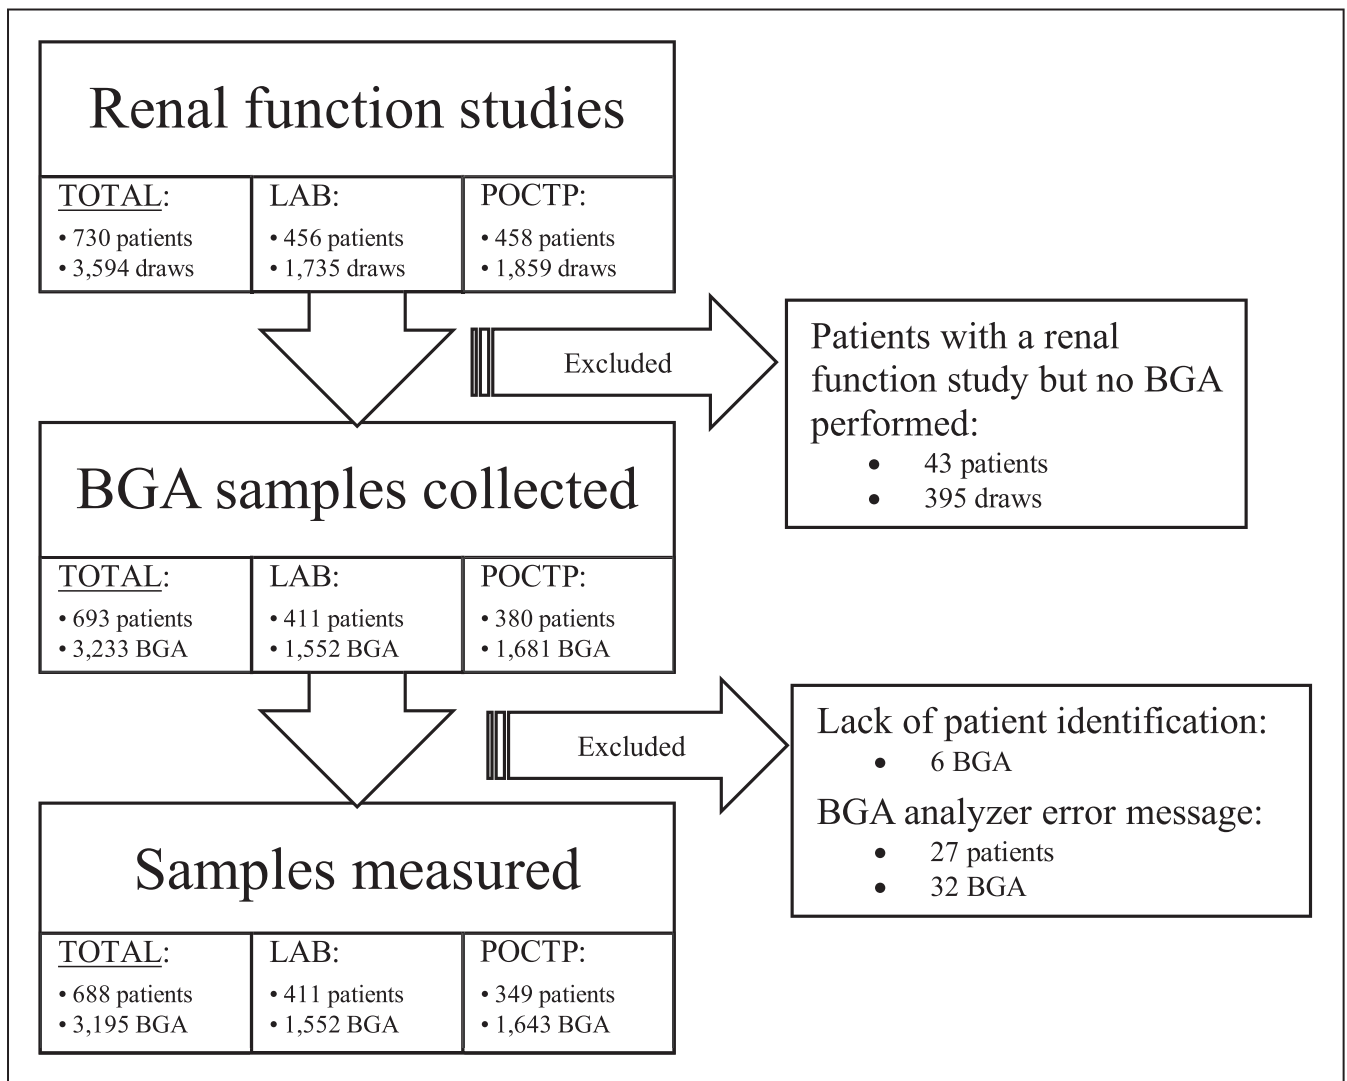 Renal function studies
TOTAL:
• 730 patients
• 3,594 draws
LAB:
• 456 patients
• 1,735 draws
POCTP:
• 458 patients
• 1,859 draws
Excluded
Patients with a renal
function study but no BGA
performed:
• 43 patients
• 395 draws
BGA samples collected
TOTAL:
• 693 patients
• 3,233 BGA
LAB:
• 411 patients
• 1,552 BGA
POCTP:
• 380 patients
• 1,681 BGA
Excluded
Lack of patient identification:
• 6 BGA
BGA analyzer error message:
• 27 patients
• 32 BGA
Samples measured
TOTAL:
• 688 patients
• 3,195 BGA
LAB:
• 411 patients
• 1,552 BGA
POCTP:
• 349 patients
• 1,643 BGA